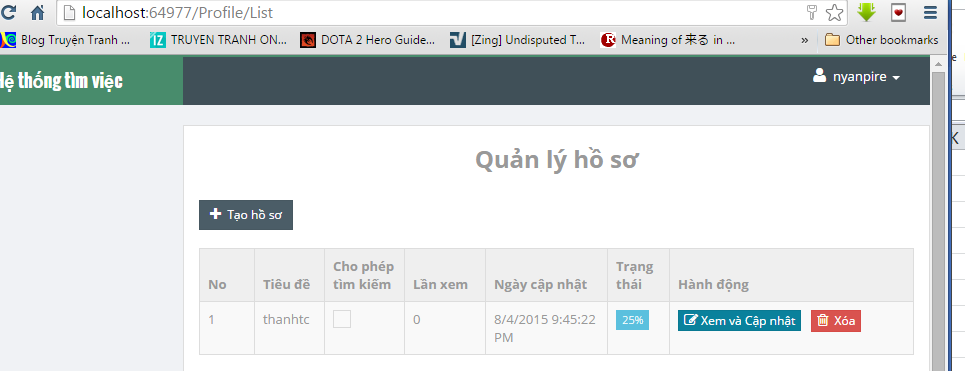 localhost:64977/Profile/List
Blog Truyện Tranh ... TRUYEN TRANH ON... DOTA 2 Hero Guide... [Zing] Undisputed T... Meaning of 来る in ... » Other bookmarks
Hệ thống tìm việc
nyanpire
Quản lý hồ sơ
Tạo hồ sơ
No Tiêu đề Cho phép tìm kiếm Lần xem Ngày cập nhật Trạng thái Hành động
1 thanhtc 0 8/4/2015 9:45:22 PM 25% Xem và Cập nhật Xóa